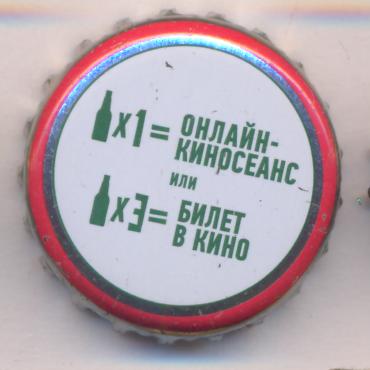 x1 = ОНЛАЙН-
КИНОСЕАНС
или
x3 = БИЛЕТ
В КИНО